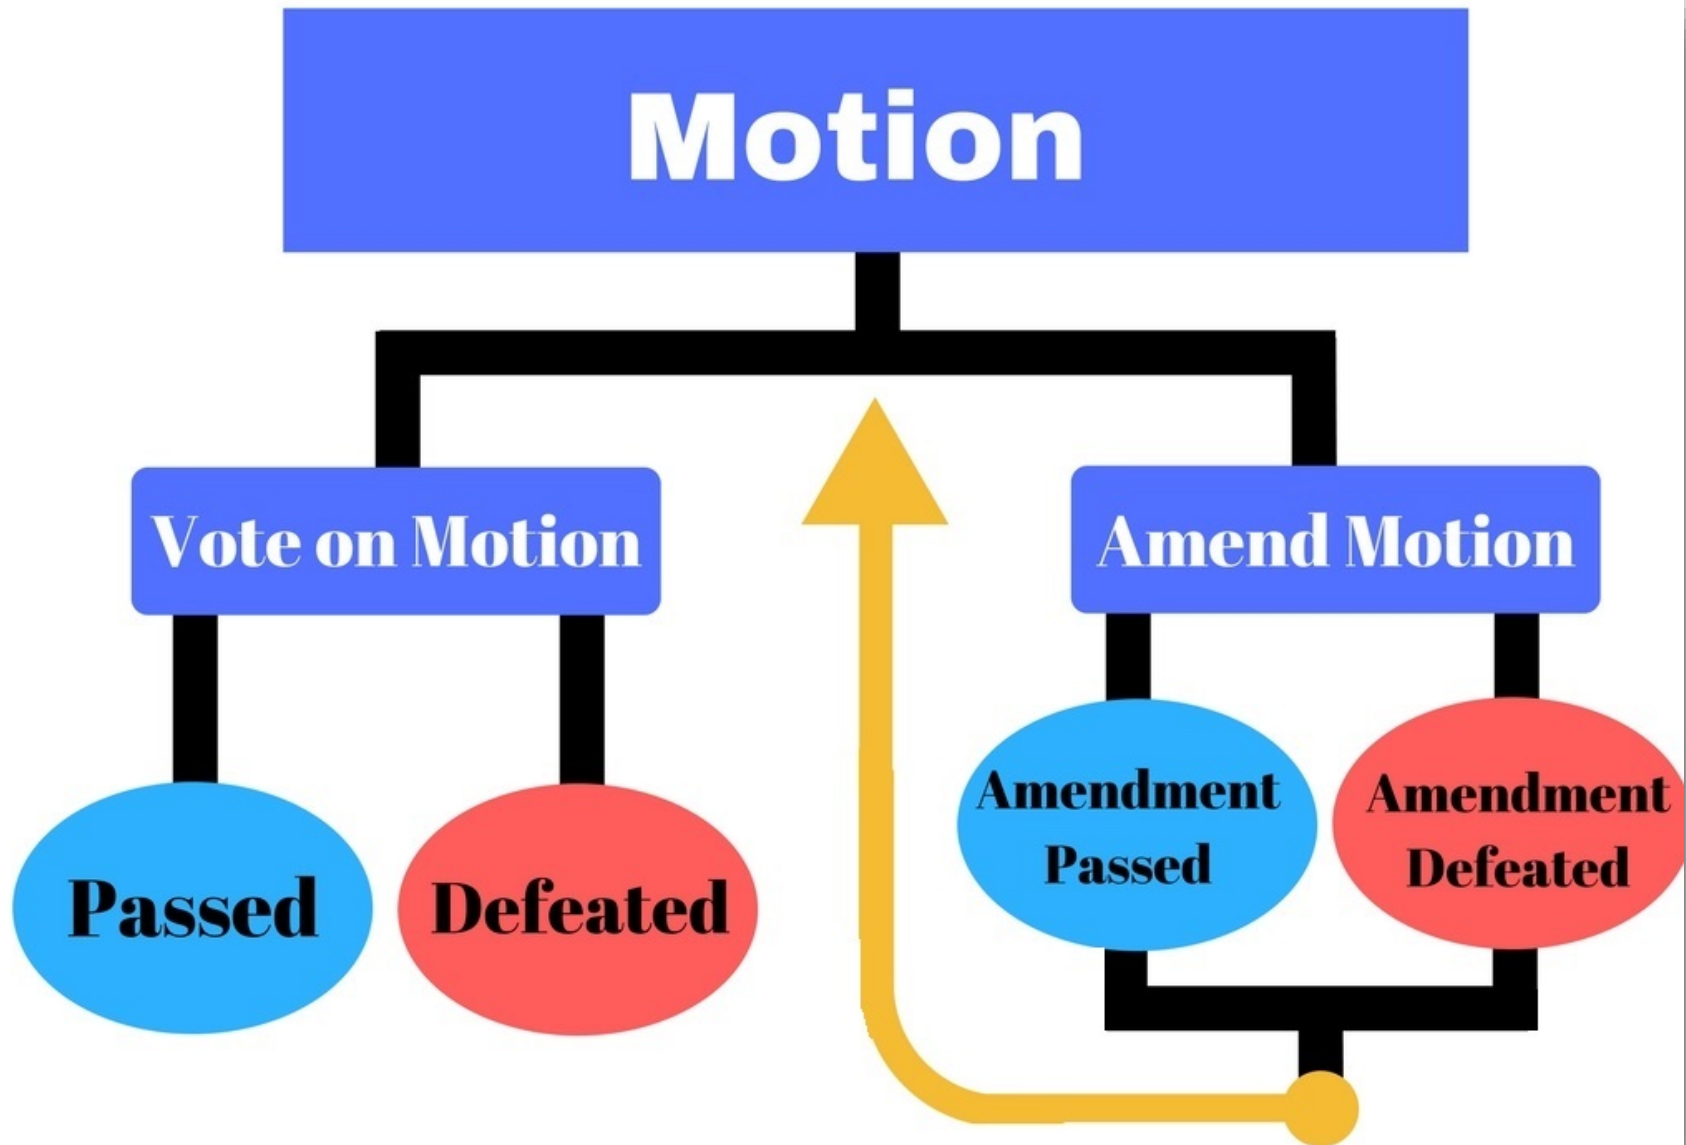 Motion
Vote on Motion
Amend Motion
Passed
Defeated
Amendment
Passed
Amendment
Defeated